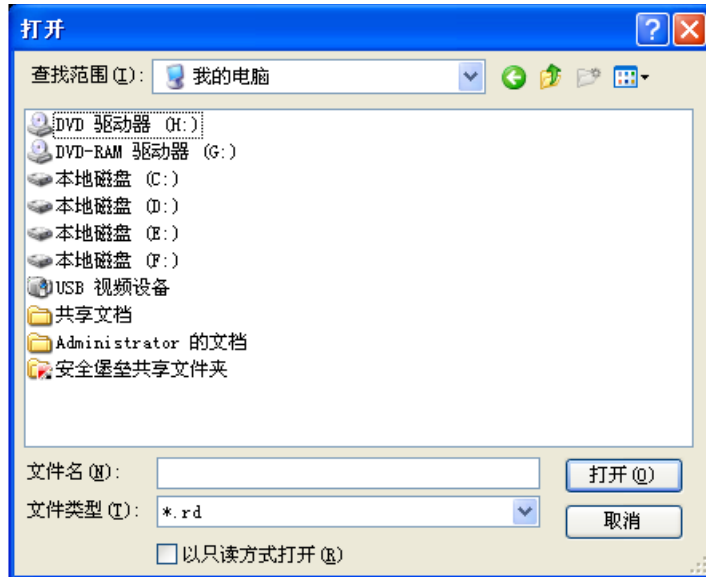 打开
查找范围(I): 我的电脑
DVD 驱动器 (H:)
DVD-RAM 驱动器 (G:)
本地磁盘 (C:)
本地磁盘 (D:)
本地磁盘 (E:)
本地磁盘 (F:)
USB 视频设备
共享文档
Administrator 的文档
安全堡垒共享文件夹
文件名(N): 打开(O)
文件类型(T): *.rd 取消
以只读方式打开(R)